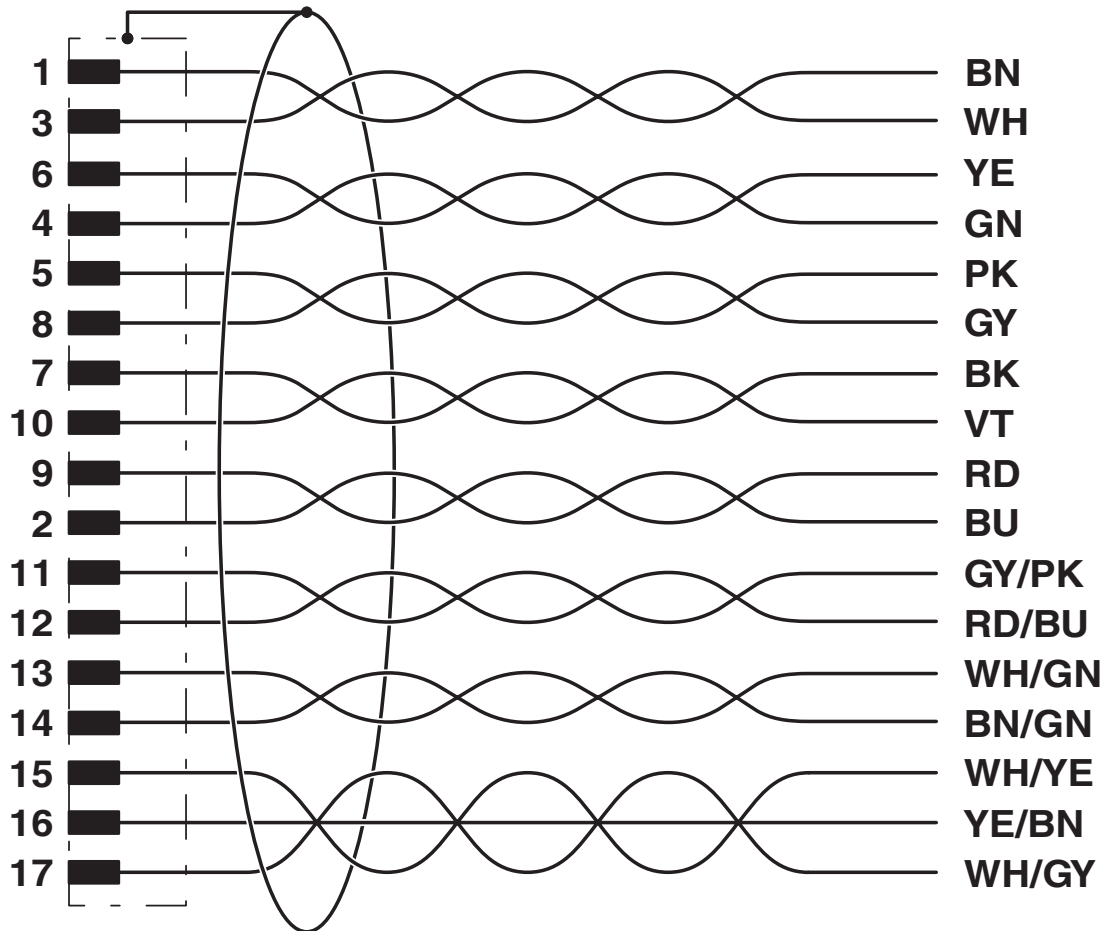 1 BN
3 WH
6 YE
4 GN
5 PK
8 GY
7 BK
10 VT
9 RD
2 BU
11 GY/PK
12 RD/BU
13 WH/GN
14 BN/GN
15 WH/YE
16 YE/BN
17 WH/GY